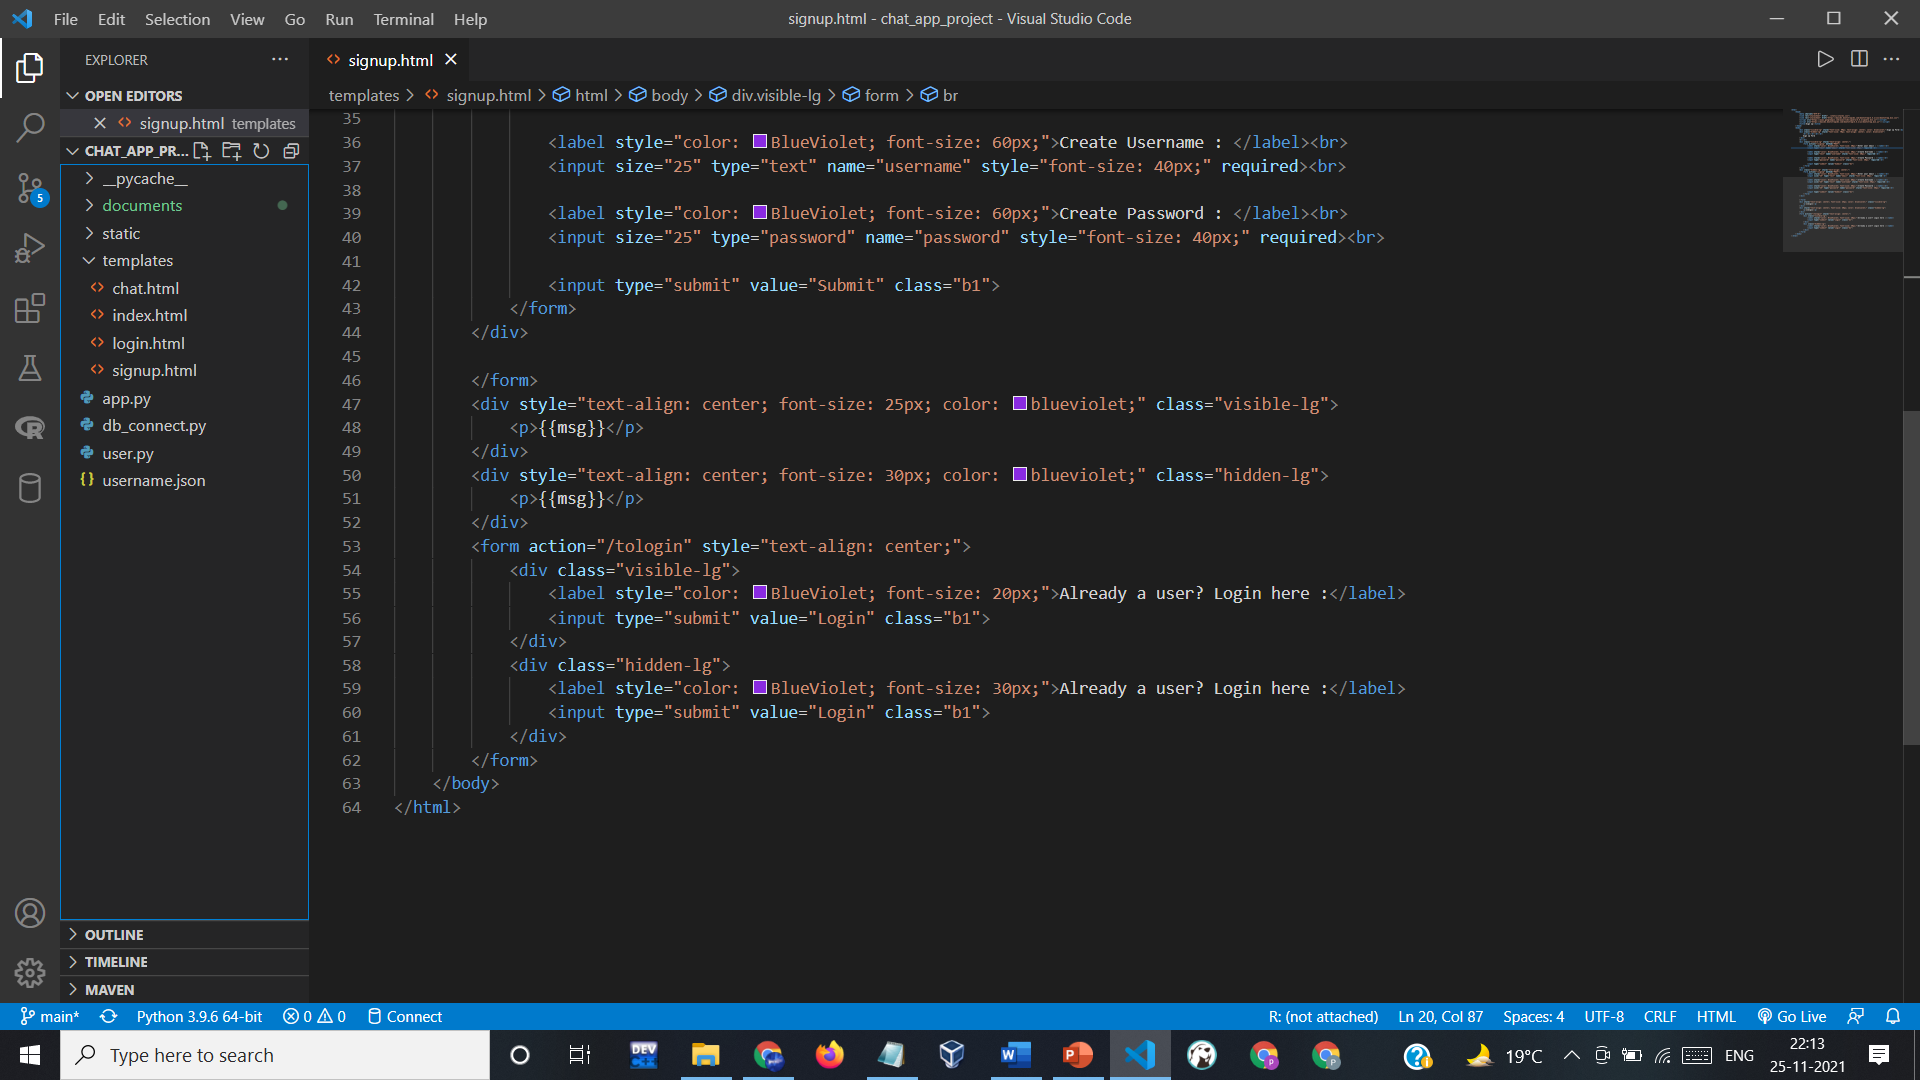 File Edit Selection View Go Run Terminal Help
signup.html - chat_app_project - Visual Studio Code
EXPLORER
OPEN EDITORS
signup.html templates
CHAT_APP_PR...
__pycache__
documents
static
templates
chat.html
index.html
login.html
signup.html
app.py
db_connect.py
user.py
username.json
OUTLINE
TIMELINE
MAVEN
5
signup.html
templates > signup.html > html > body > div.visible-lg > form > br
35
36 <label style="color: BlueViolet; font-size: 60px;">Create Username : </label><br>
37 <input size="25" type="text" name="username" style="font-size: 40px;" required><br>
38
39 <label style="color: BlueViolet; font-size: 60px;">Create Password : </label><br>
40 <input size="25" type="password" name="password" style="font-size: 40px;" required><br>
41
42 <input type="submit" value="Submit" class="b1">
43 </form>
44 </div>
45
46 </form>
47 <div style="text-align: center; font-size: 25px; color: blueviolet;" class="visible-lg">
48 <p>{{msg}}</p>
49 </div>
50 <div style="text-align: center; font-size: 30px; color: blueviolet;" class="hidden-lg">
51 <p>{{msg}}</p>
52 </div>
53 <form action="/tologin" style="text-align: center;">
54 <div class="visible-lg">
55 <label style="color: BlueViolet; font-size: 20px;">Already a user? Login here :</label>
56 <input type="submit" value="Login" class="b1">
57 </div>
58 <div class="hidden-lg">
59 <label style="color: BlueViolet; font-size: 30px;">Already a user? Login here :</label>
60 <input type="submit" value="Login" class="b1">
61 </div>
62 </form>
63 </body>
64 </html>
main* Python 3.9.6 64-bit 0 0 Connect
R: (not attached) Ln 20, Col 87 Spaces: 4 UTF-8 CRLF HTML Go Live
Type here to search
DEV
19°C ENG
22:13
25-11-2021